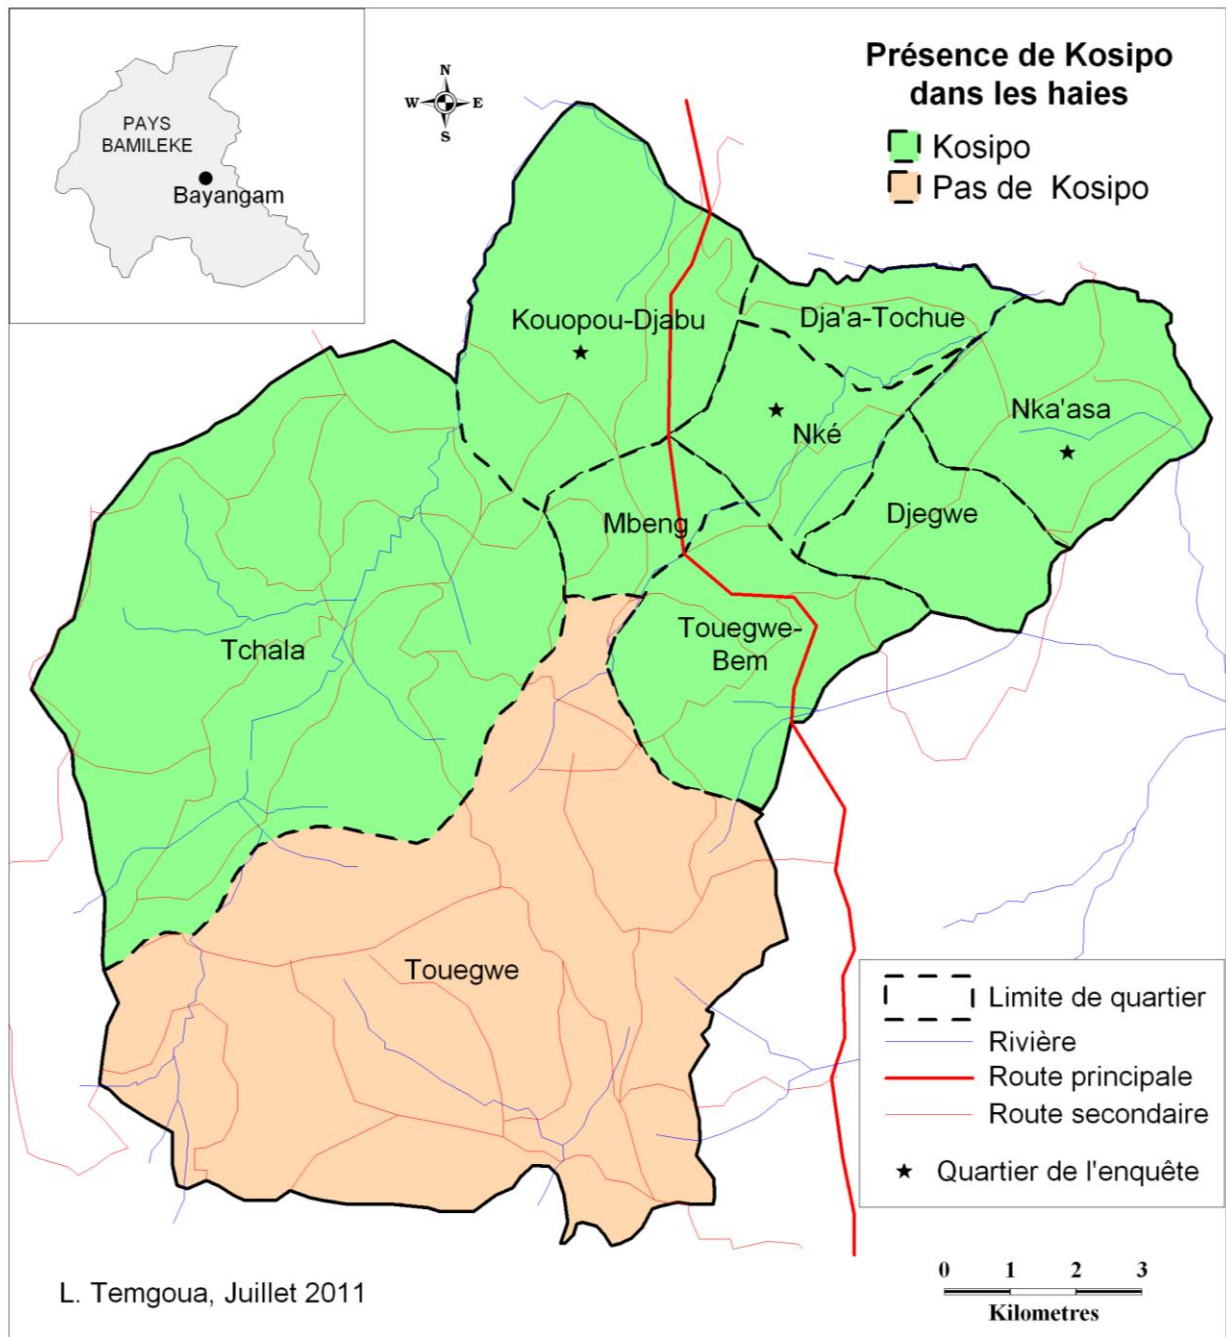 PAYS
BAMILEKE
Bayangam
N
W E
S
Présence de Kosipo
dans les haies
Kosipo
Pas de Kosipo
Kouopou-Djabu
Dja'a-Tochue
Nka'asa
Nké
Djegwe
Mbeng
Touegwe-
Bem
Tchala
Touegwe
Limite de quartier
Rivière
Route principale
Route secondaire
Quartier de l'enquête
L. Temgoua, Juillet 2011
0 1 2 3
Kilometres